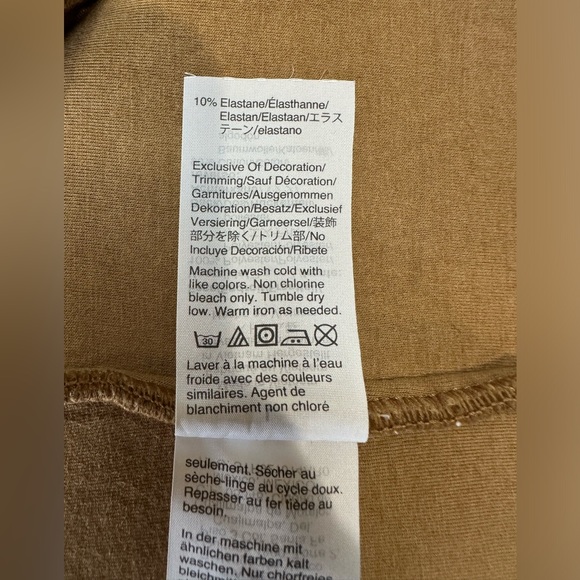 10% Elastane/Élasthanne/
Elastan/Elastaan/エラス
テーン/elastano
Exclusive Of Decoration/
Trimming/Sauf Décoration/
Garnitures/Ausgenommen
Dekoration/Besatz/Exclusief
Versiering/Garneersel/装飾
部分を除く/トリム部/No
Incluye Decoración/Ribete
Machine wash cold with
like colors. Non chlorine
bleach only. Tumble dry
low. Warm iron as needed.
30
Laver à la machine à l'eau
froide avec des couleurs
similaires. Agent de
blanchiment non chloré
seulement. Sécher au
sèche-linge au cycle doux.
Repasser au fer tiède au
besoin.
In der maschine mit
ähnlichen farben kalt
waschen. Nur chlorfreies